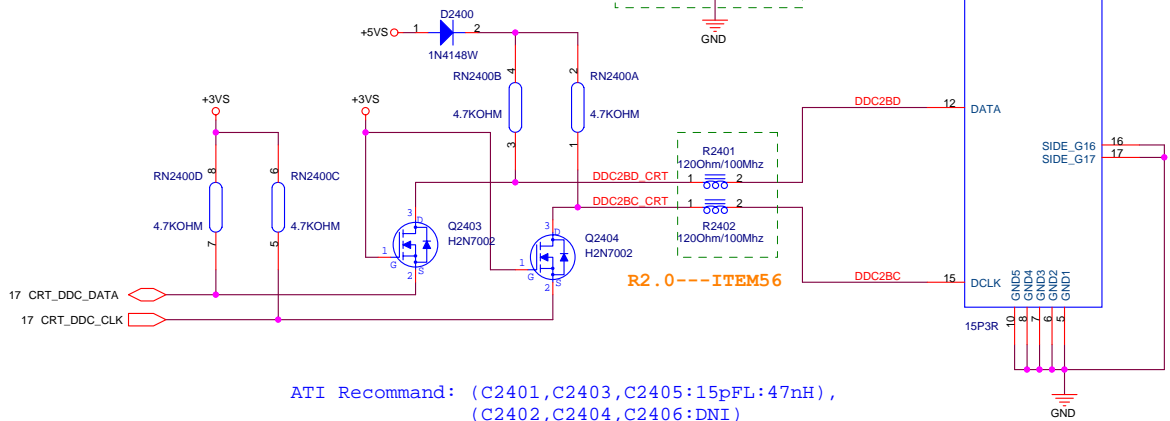 GND
D2400
+5VS
1
2
1N4148W
RN2400B
4
2
RN2400A
+3VS
+3VS
4.7KOHM
4.7KOHM
DDC2BD
12
DATA
3
1
R2401
120Ohm/100Mhz
SIDE_G16
16
SIDE_G17
17
RN2400D
8
6
RN2400C
DDC2BD_CRT
1
2
4.7KOHM
4.7KOHM
DDC2BC_CRT
1
2
3
D
Q2403
H2N7002
3
D
Q2404
H2N7002
R2402
120Ohm/100Mhz
7
5
1
G
2
S
1
G
2
S
R2.0---ITEM56
DDC2BC
15
DCLK
GND5
GND4
GND3
GND2
GND1
17 CRT_DDC_DATA
17 CRT_DDC_CLK
15P3R
10
8
7
6
5
GND
ATI Recommand: (C2401,C2403,C2405:15pFL:47nH),
(C2402,C2404,C2406:DNI)